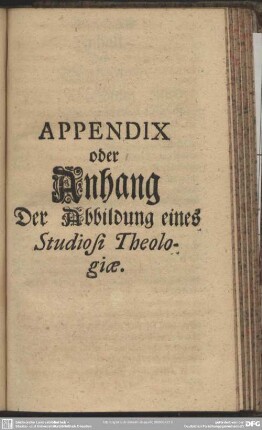 APPENDIX
oder
Anhang
Der Abbildung eines
Studiosi Theolo-
giæ.